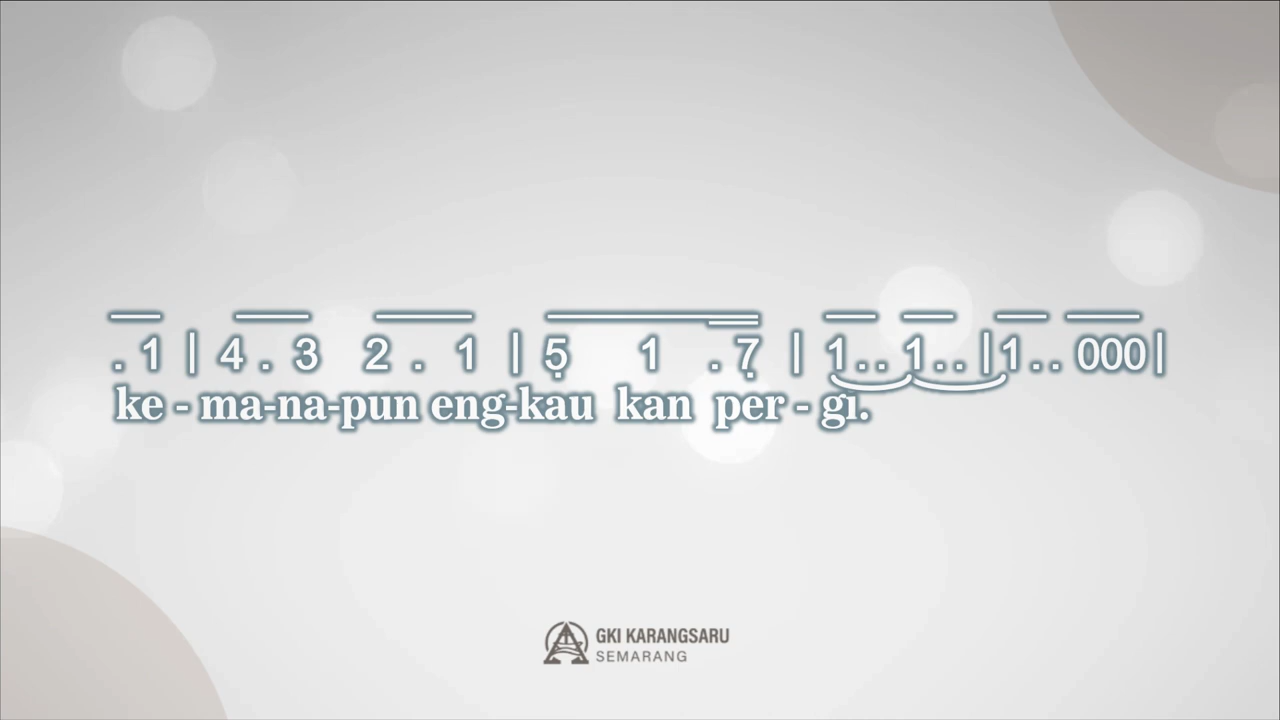 . 1 | 4 . 3 2 . 1 | 5̣ 1 . 7̣ | 1 . . 1 . . | 1 . . 000 |
ke - ma-na-pun eng-kau kan per - gi.
GKI KARANGSARU
SEMARANG